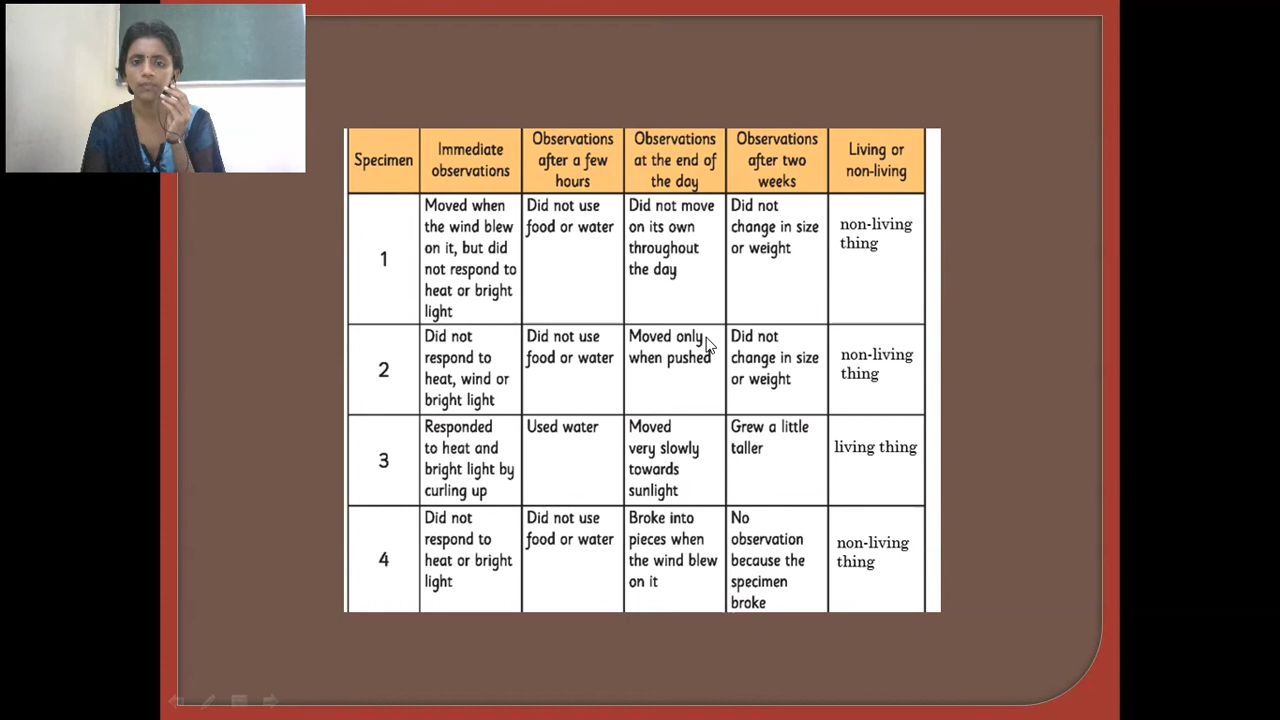 Specimen
Immediate
observations
Observations
after a few
hours
Observations
at the end of
the day
Observations
after two
weeks
Living or
non-living
1
Moved when
the wind blew
on it, but did
not respond to
heat or bright
light
Did not use
food or water
Did not move
on its own
throughout
the day
Did not
change in size
or weight
non-living
thing
2
Did not
respond to
heat, wind or
bright light
Did not use
food or water
Moved only
when pushed
Did not
change in size
or weight
non-living
thing
3
Responded
to heat and
bright light by
curling up
Used water
Moved
very slowly
towards
sunlight
Grew a little
taller
living thing
4
Did not
respond to
heat or bright
light
Did not use
food or water
Broke into
pieces when
the wind blew
on it
No
observation
because the
specimen
broke
non-living
thing